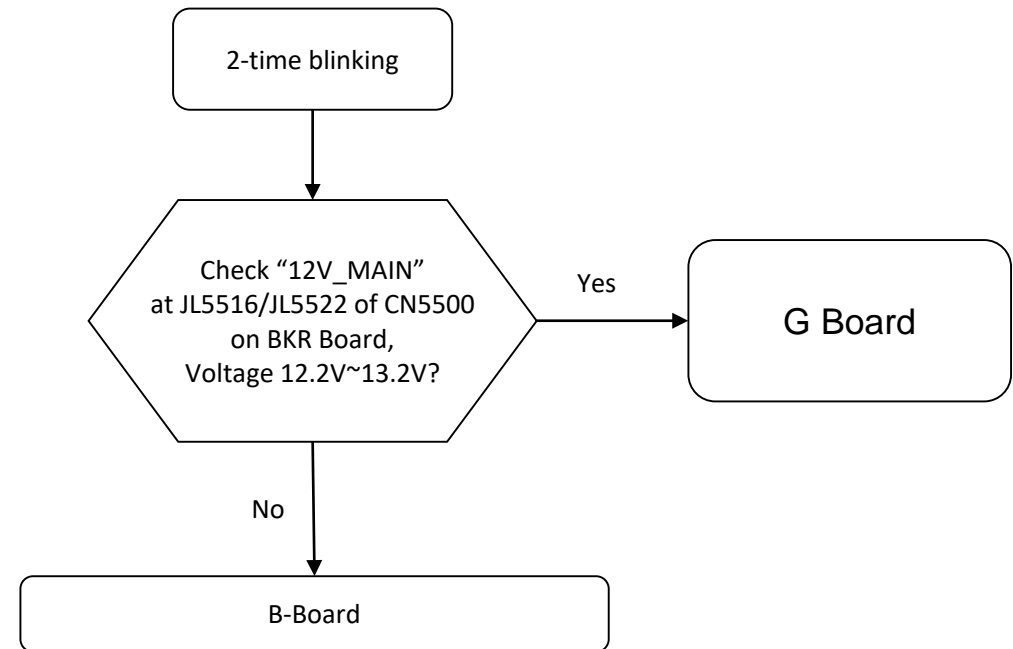 2-time blinking
Check “12V_MAIN”
at JL5516/JL5522 of CN5500
on BKR Board,
Voltage 12.2V~13.2V?
Yes
G Board
No
B-Board